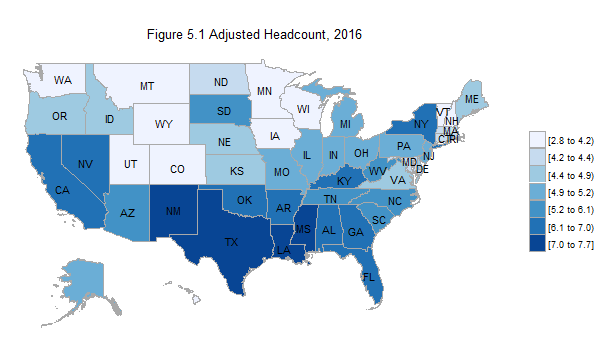 Figure 5.1 Adjusted Headcount, 2016
WA
MT
ND
MN
ME
VT
NH
OR
ID
SD
WI
MI
NY
MA
CT RI
WY
IA
NE
PA
NJ
NV
UT
CO
KS
MO
IL
IN
OH
WV
MD
DE
VA
KY
CA
AZ
NM
OK
AR
TN
NC
SC
TX
LA
MS
AL
GA
FL
[2.8 to 4.2)
[4.2 to 4.4)
[4.4 to 4.9)
[4.9 to 5.2)
[5.2 to 6.1)
[6.1 to 7.0)
[7.0 to 7.7]